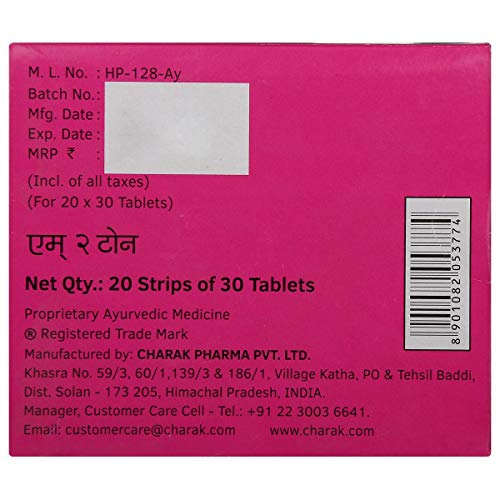 M. L. No. : HP-128-Ay
Batch No. :
Mfg. Date :
Exp. Date :
MRP ₹ :
(Incl. of all taxes)
(For 20 x 30 Tablets)
एम् २ टोन
Net Qty.: 20 Strips of 30 Tablets
Proprietary Ayurvedic Medicine
® Registered Trade Mark
Manufactured by: CHARAK PHARMA PVT. LTD.
Khasra No. 59/3, 60/1,139/3 & 186/1, Village Katha, PO & Tehsil Baddi,
Dist. Solan - 173 205, Himachal Pradesh, INDIA.
Manager, Customer Care Cell - Tel.: +91 22 3003 6641.
Email: customercare@charak.com www.charak.com
8 901082 053774